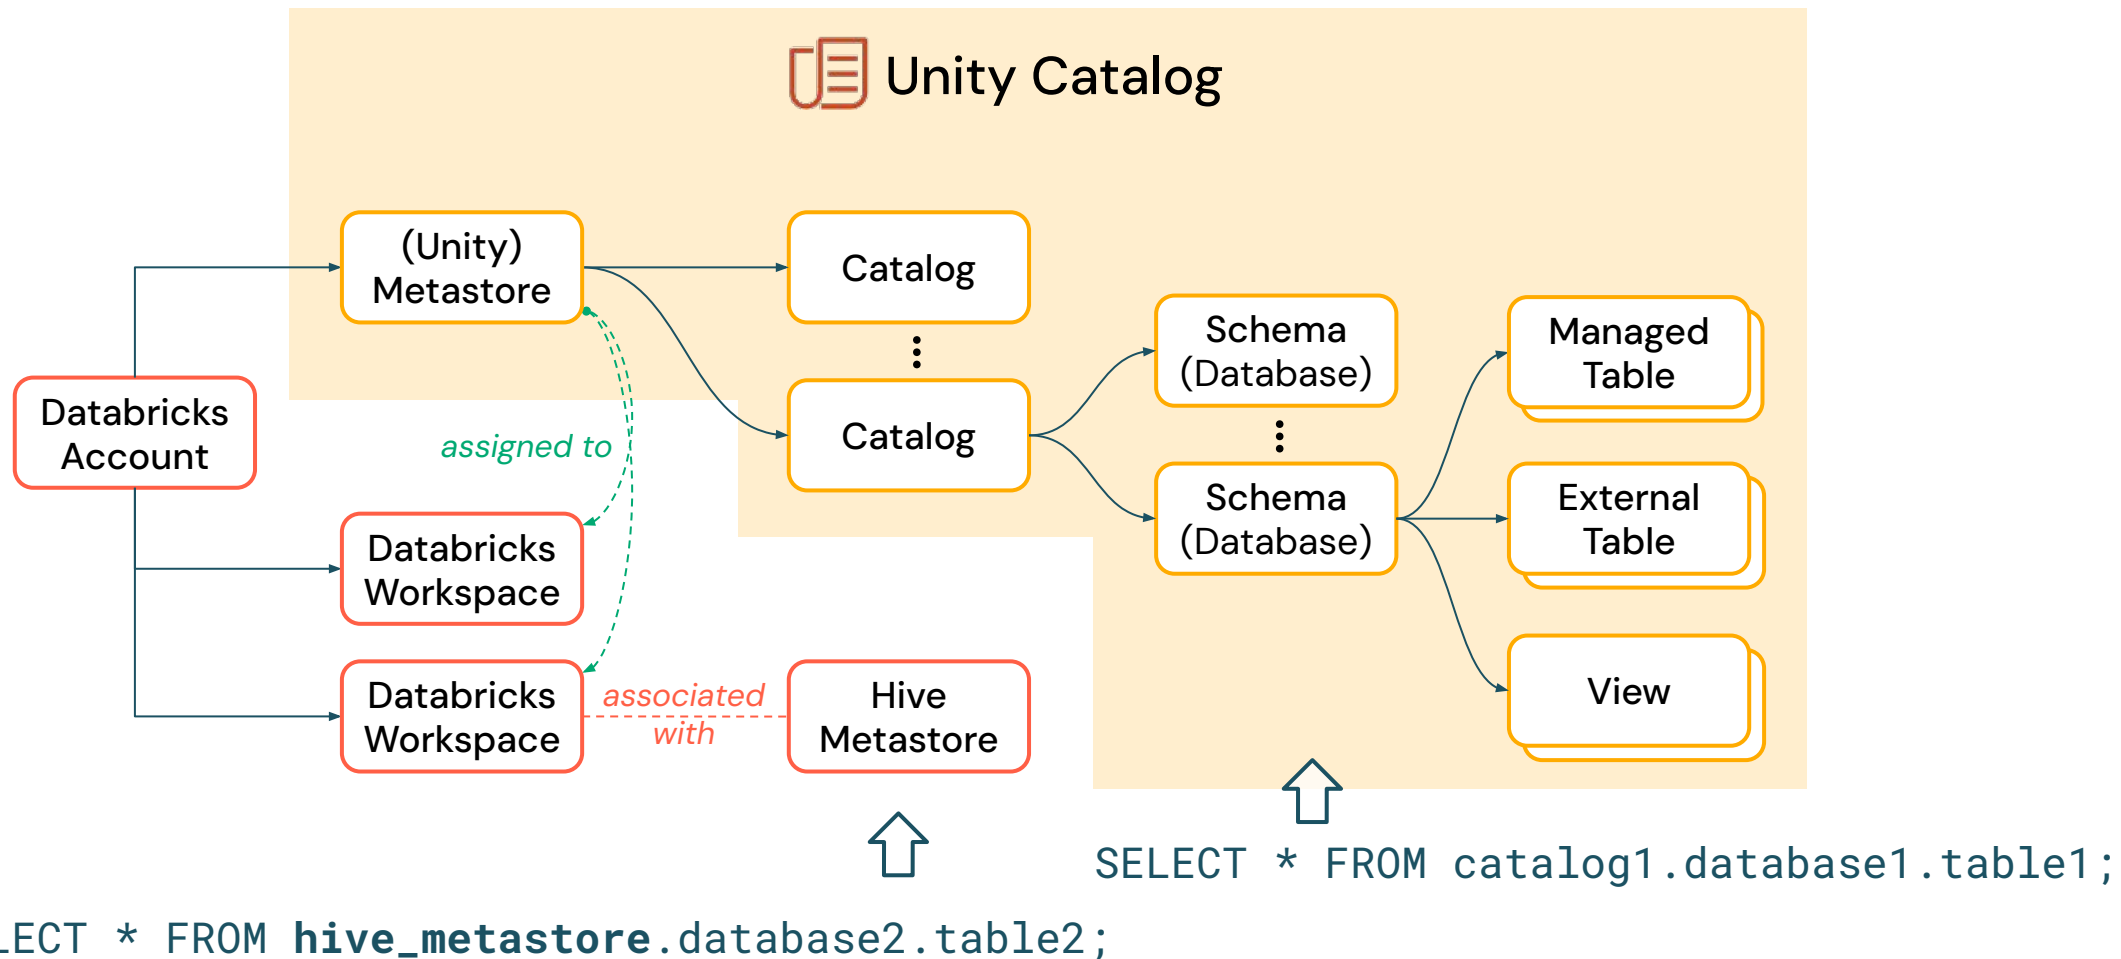 Unity Catalog
(Unity)
Metastore
Catalog
Catalog
Schema
(Database)
Schema
(Database)
Managed
Table
External
Table
View
Databricks
Account
assigned to
Databricks
Workspace
Databricks
Workspace
associated
with
Hive
Metastore
SELECT * FROM catalog1.database1.table1;
LECT * FROM hive_metastore.database2.table2;